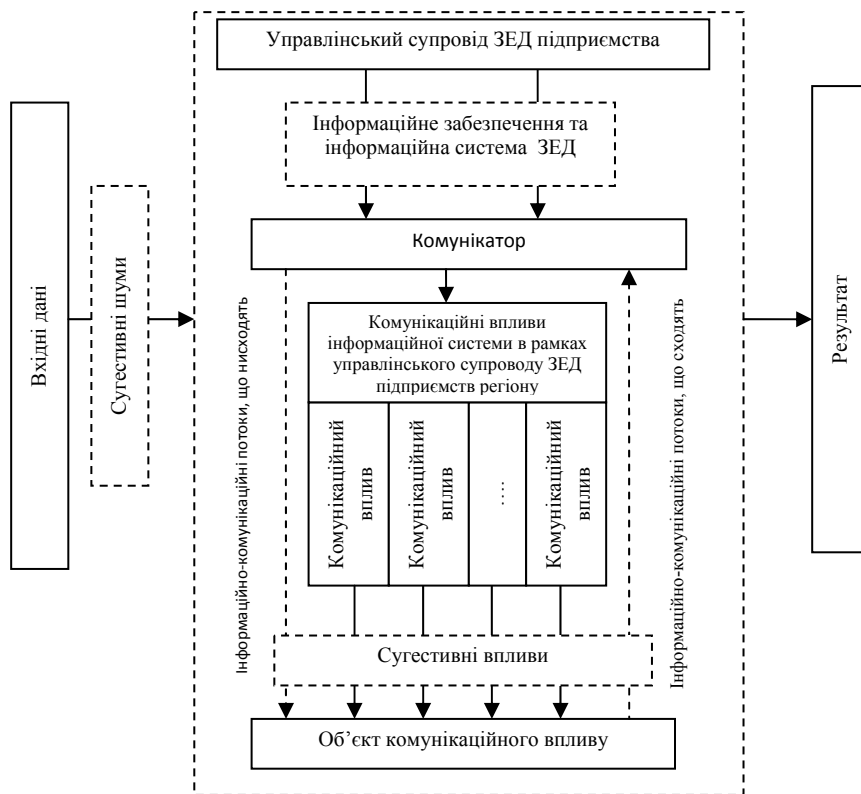 Управлінський супровід ЗЕД підприємства
Інформаційне забезпечення та
інформаційна система ЗЕД
Комунікатор
Вхідні дані
Сугестивні шуми
Інформаційно-комунікаційні потоки, що нисходять
Комунікаційні впливи
інформаційної системи в рамках
управлінського супроводу ЗЕД
підприємств регіону
Комунікаційний
вплив
Комунікаційний
вплив
….
Комунікаційний
вплив
Інформаційно-комунікаційні потоки, що сходять
Результат
Сугестивні впливи
Об’єкт комунікаційного впливу